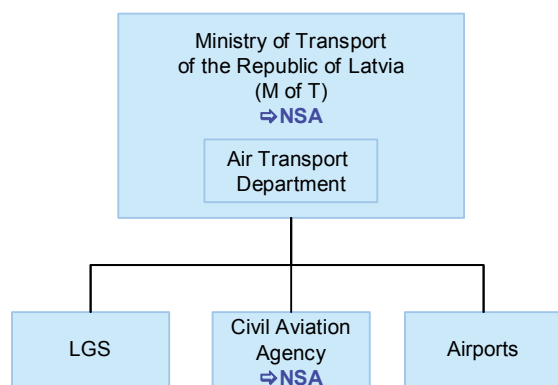 Ministry of Transport
of the Republic of Latvia
(M of T)
⇨NSA
Air Transport
Department
LGS
Civil Aviation
Agency
⇨NSA
Airports